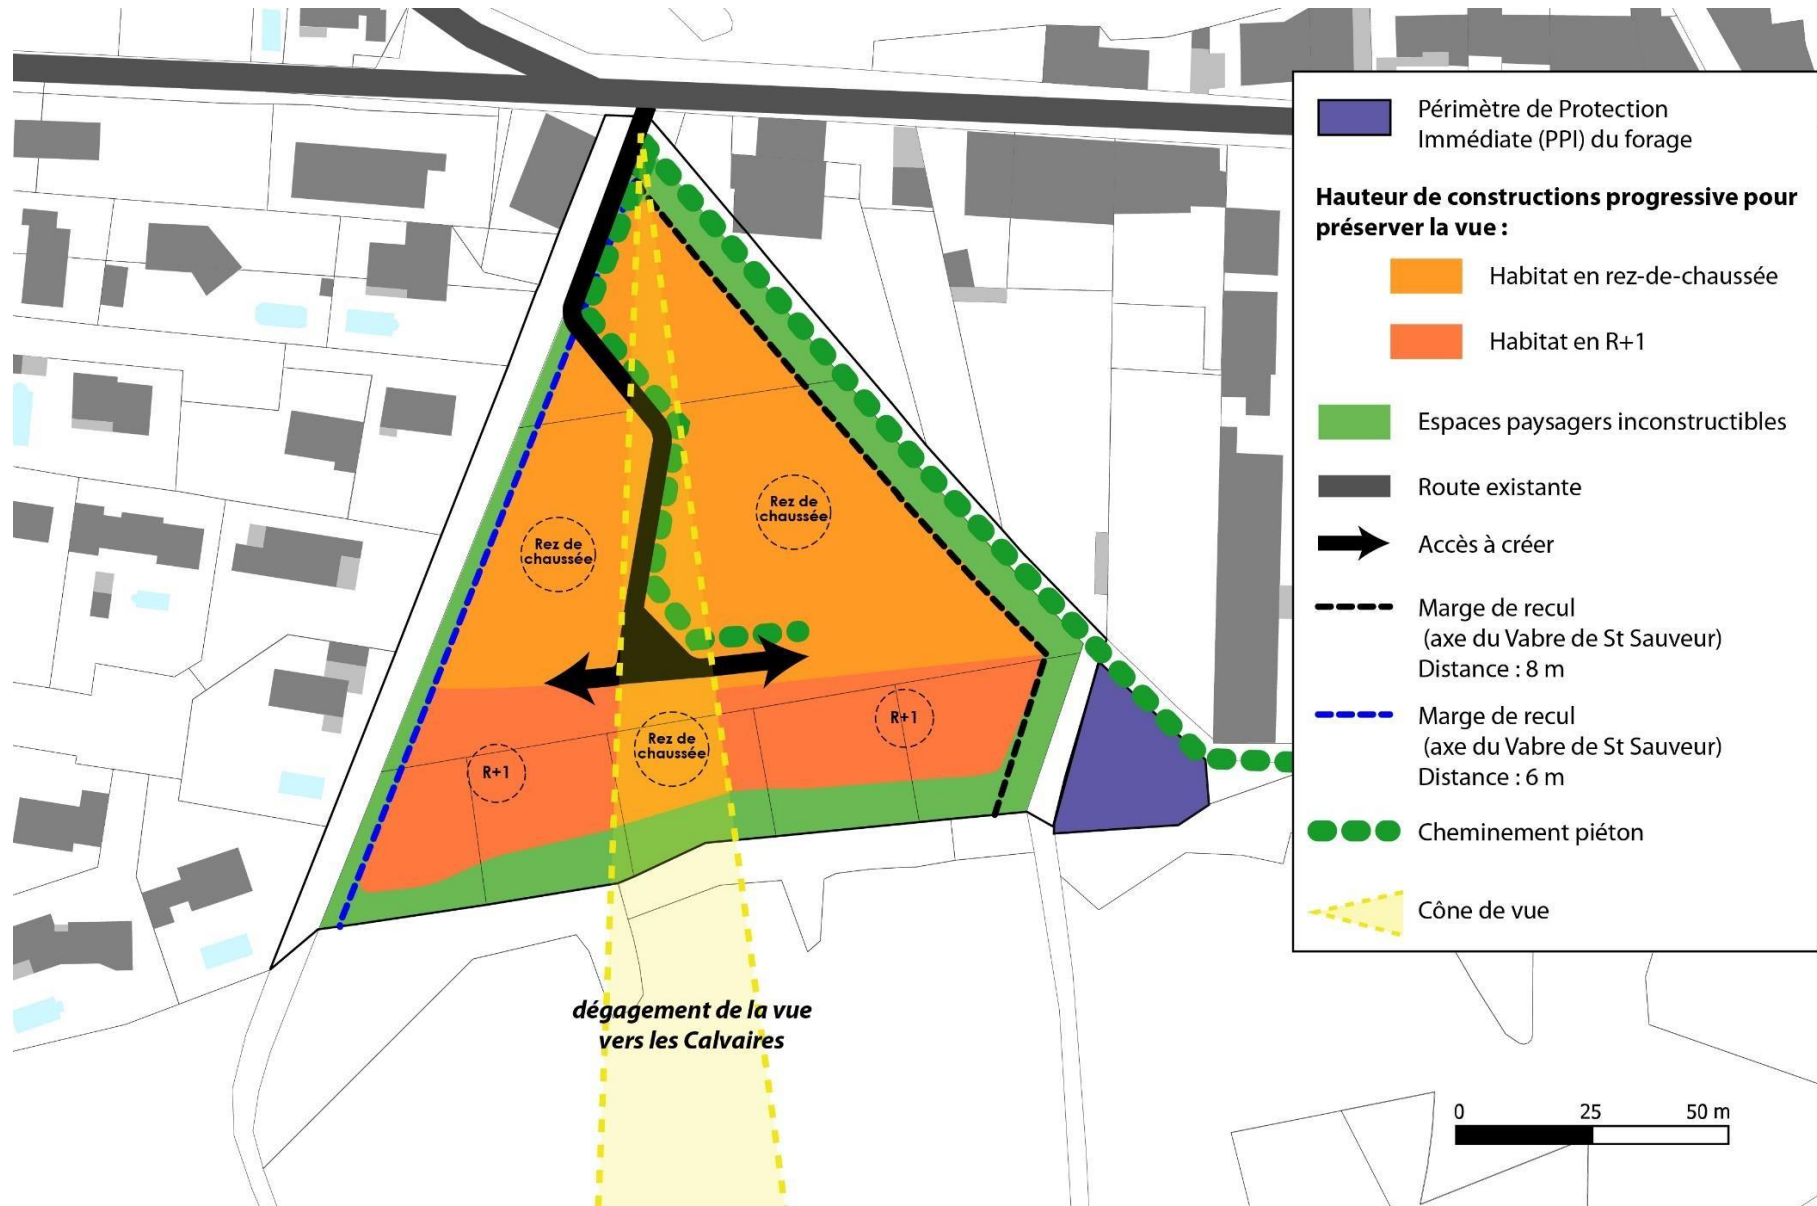 Périmètre de Protection
Immédiate (PPI) du forage
Hauteur de constructions progressive pour
préserver la vue :
Habitat en rez-de-chaussée
Habitat en R+1
Espaces paysagers inconstructibles
Route existante
Accès à créer
Marge de recul
(axe du Vabre de St Sauveur)
Distance : 8 m
Marge de recul
(axe du Vabre de St Sauveur)
Distance : 6 m
Cheminement piéton
Cône de vue
Rez de
chaussée
Rez de
chaussée
R+1
Rez de
chaussée
R+1
dégagement de la vue
vers les Calvaires
0 25 50 m